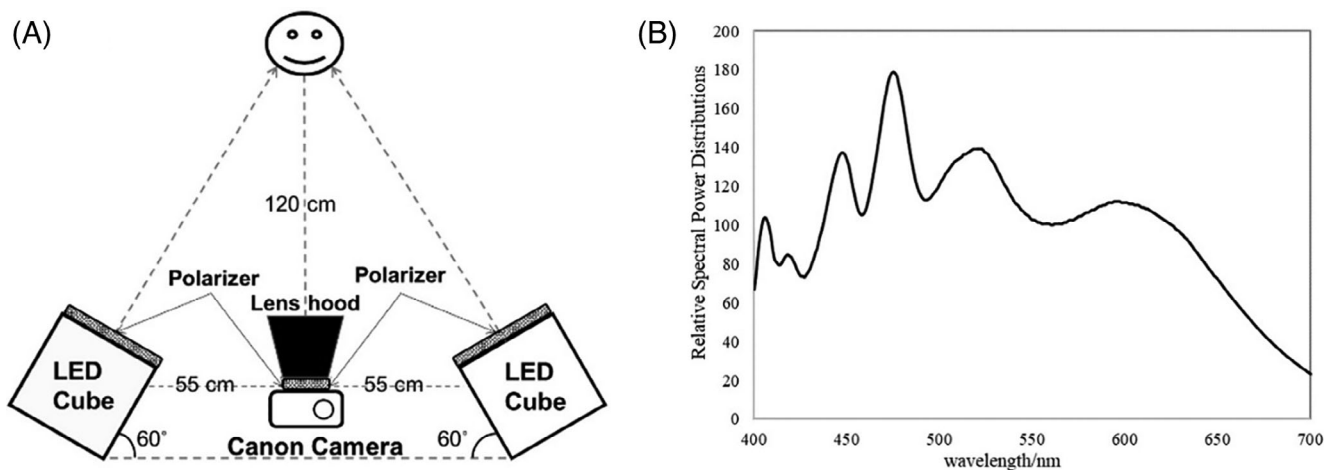 (A)
120 cm
Polarizer
Polarizer
Lens hood
LED
Cube
55 cm
55 cm
LED
Cube
60°
Canon Camera
60°
(B)
Relative Spectral Power Distributions
200
180
160
140
120
100
80
60
40
20
0
400
450
500
550
600
650
700
wavelength/nm